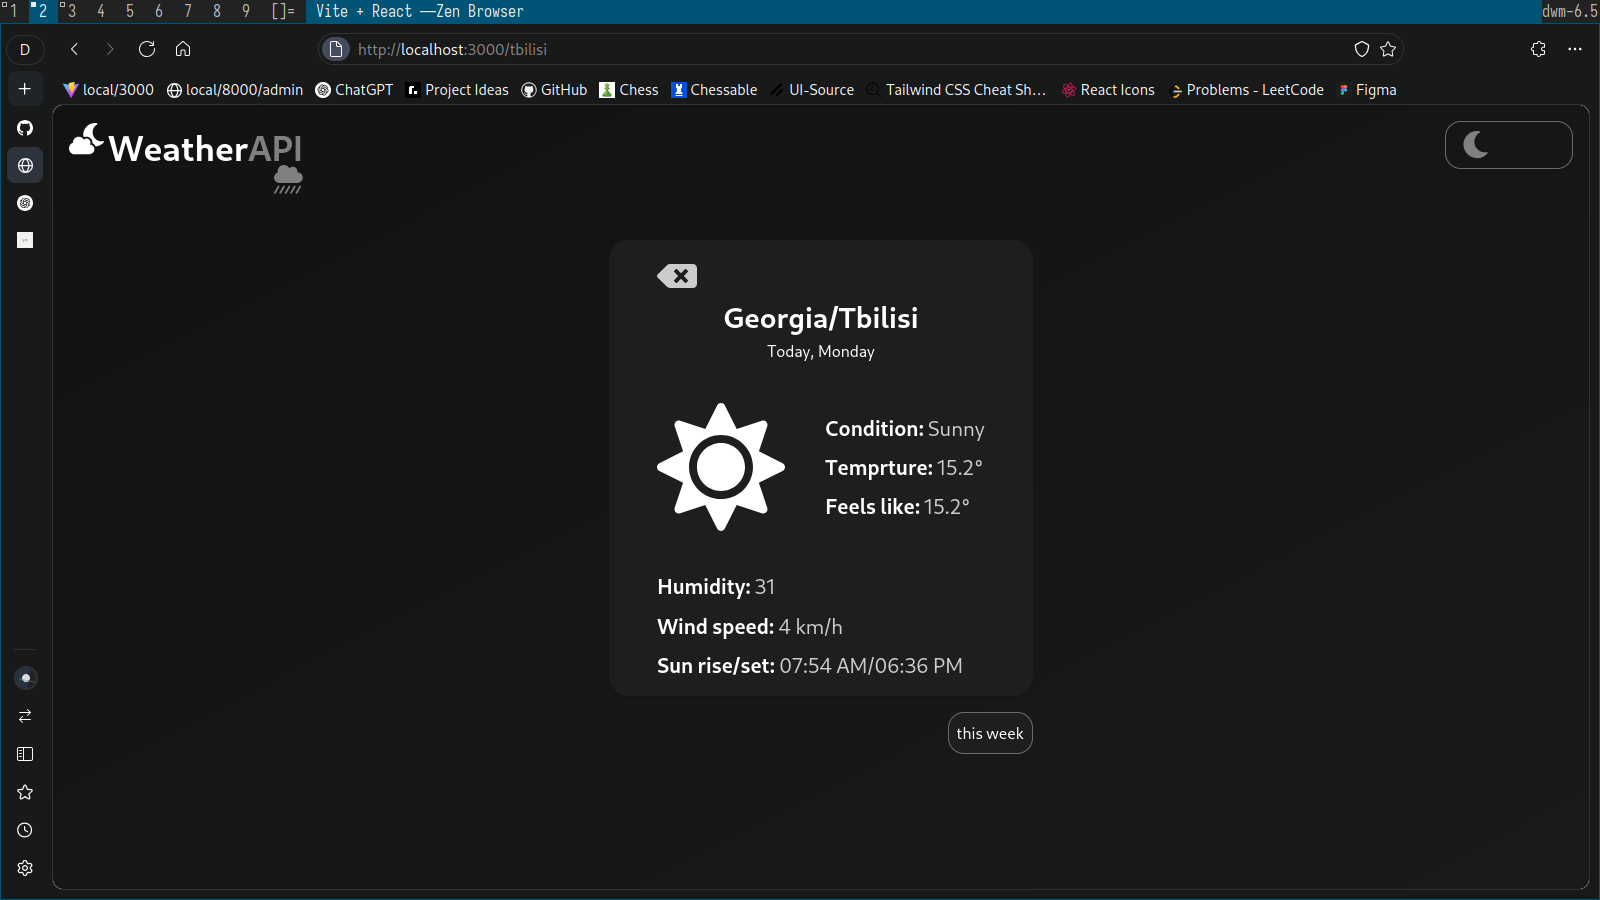 1 2 3 4 5 6 7 8 9 []= Vite + React —Zen Browser dwm-6.5
D http://localhost:3000/tbilisi
local/3000 local/8000/admin ChatGPT Project Ideas GitHub Chess Chessable UI-Source Tailwind CSS Cheat Sh... React Icons Problems - LeetCode Figma
WeatherAPI
Georgia/Tbilisi
Today, Monday
Condition: Sunny
Temprture: 15.2°
Feels like: 15.2°
Humidity: 31
Wind speed: 4 km/h
Sun rise/set: 07:54 AM/06:36 PM
this week